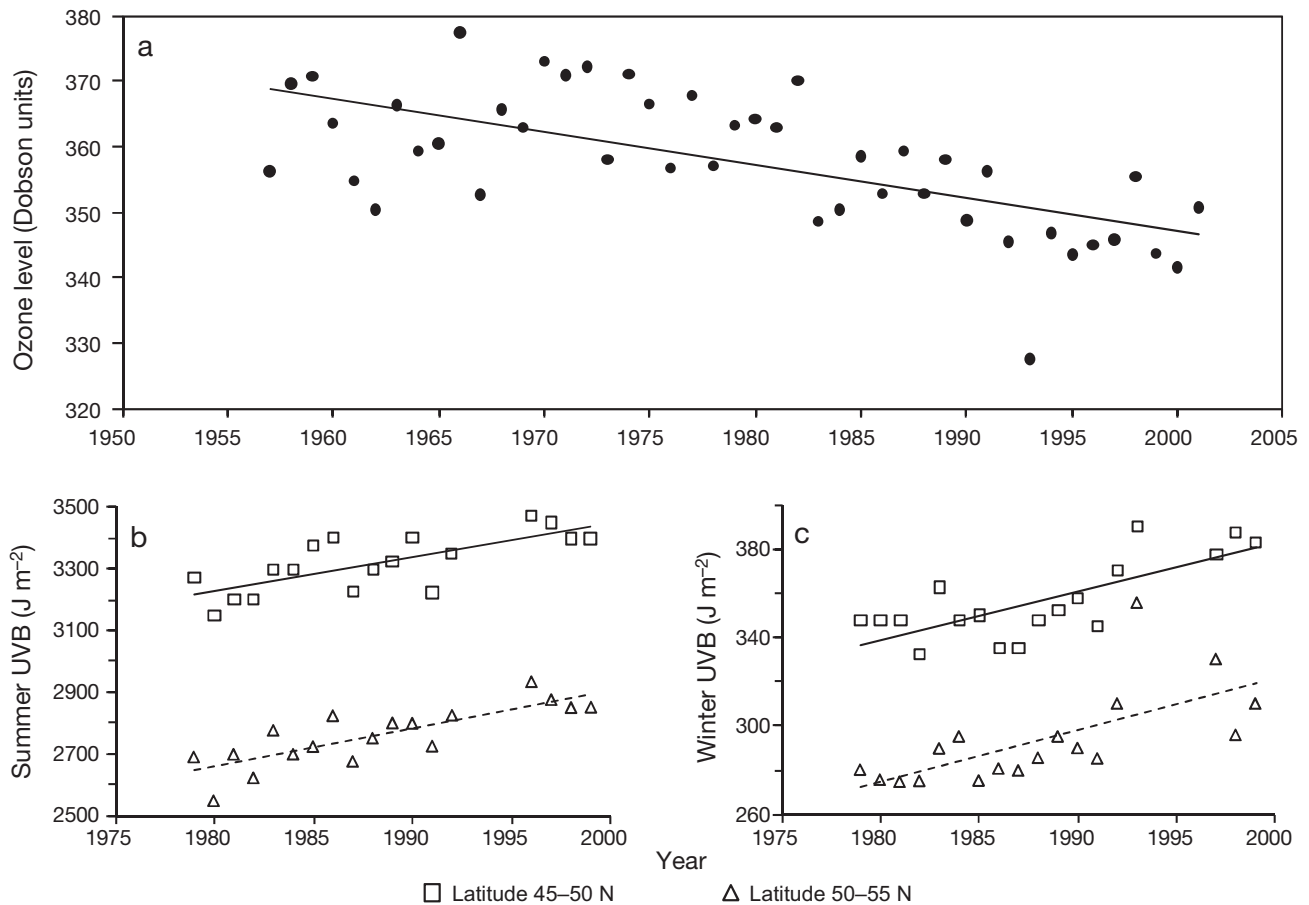 380
370
360
350
340
330
320
Ozone level (Dobson units)
a
1950 1955 1960 1965 1970 1975 1980 1985 1990 1995 2000 2005
3500
3300
3100
2900
2700
2500
Summer UVB (J m⁻²)
b
1975 1980 1985 1990 1995 2000
380
340
300
260
Winter UVB (J m⁻²)
c
1975 1980 1985 1990 1995 2000
Year
Latitude 45–50 N
Latitude 50–55 N